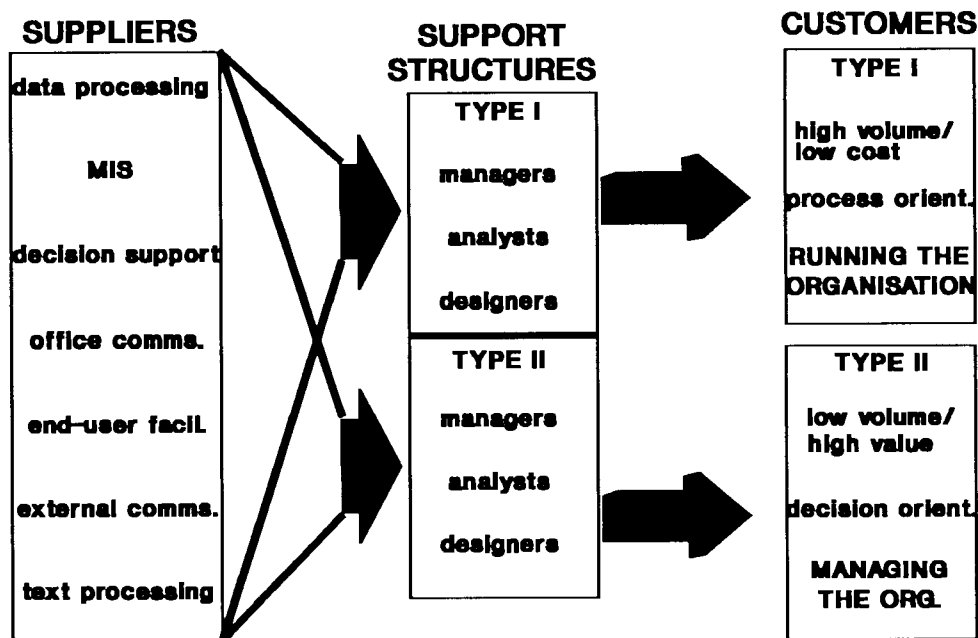 SUPPLIERS
data processing
MIS
decision support
office comms.
end-user facil.
external comms.
text processing
SUPPORT
STRUCTURES
TYPE I
managers
analysts
designers
TYPE II
managers
analysts
designers
CUSTOMERS
TYPE I
high volume/
low cost
process orient.
RUNNING THE
ORGANISATION
TYPE II
low volume/
high value
decision orient.
MANAGING
THE ORG.